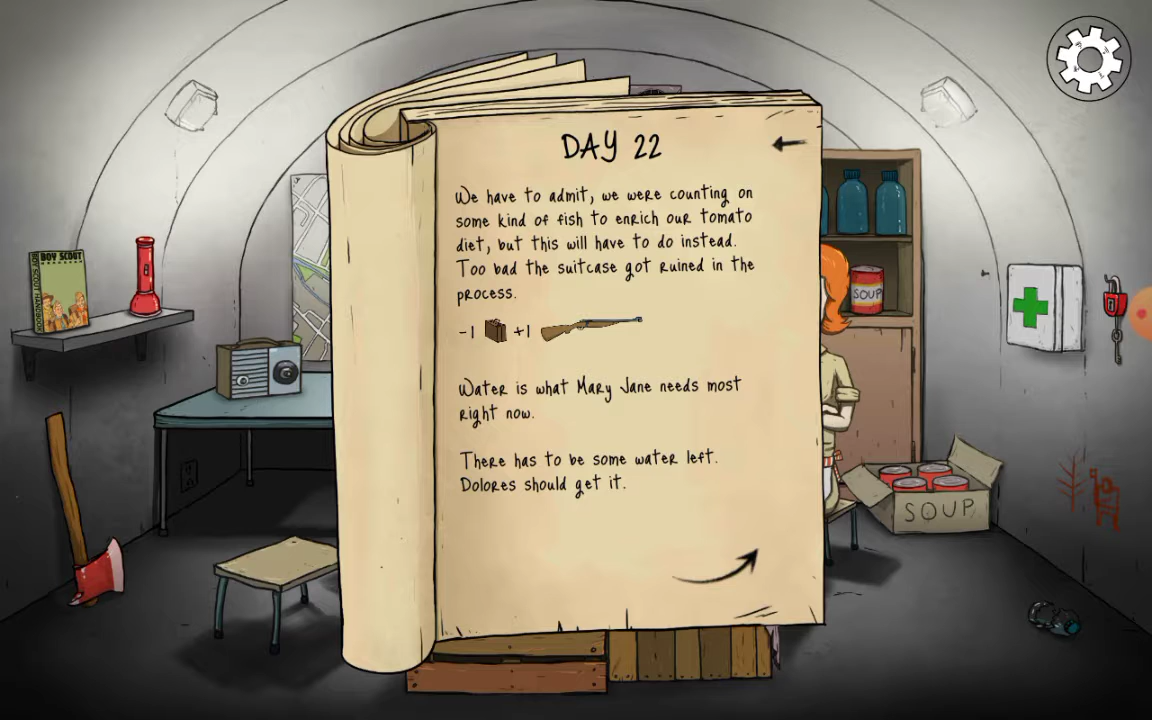 DAY 22
We have to admit, we were counting on
some kind of fish to enrich our tomato
diet, but this will have to do instead.
Too bad the suitcase got ruined in the
process.
-1 +1
Water is what Mary Jane needs most
right now.
There has to be some water left.
Dolores should get it.
BOY SCOUT
BOY SCOUT HANDBOOK
SOUP
SOUP